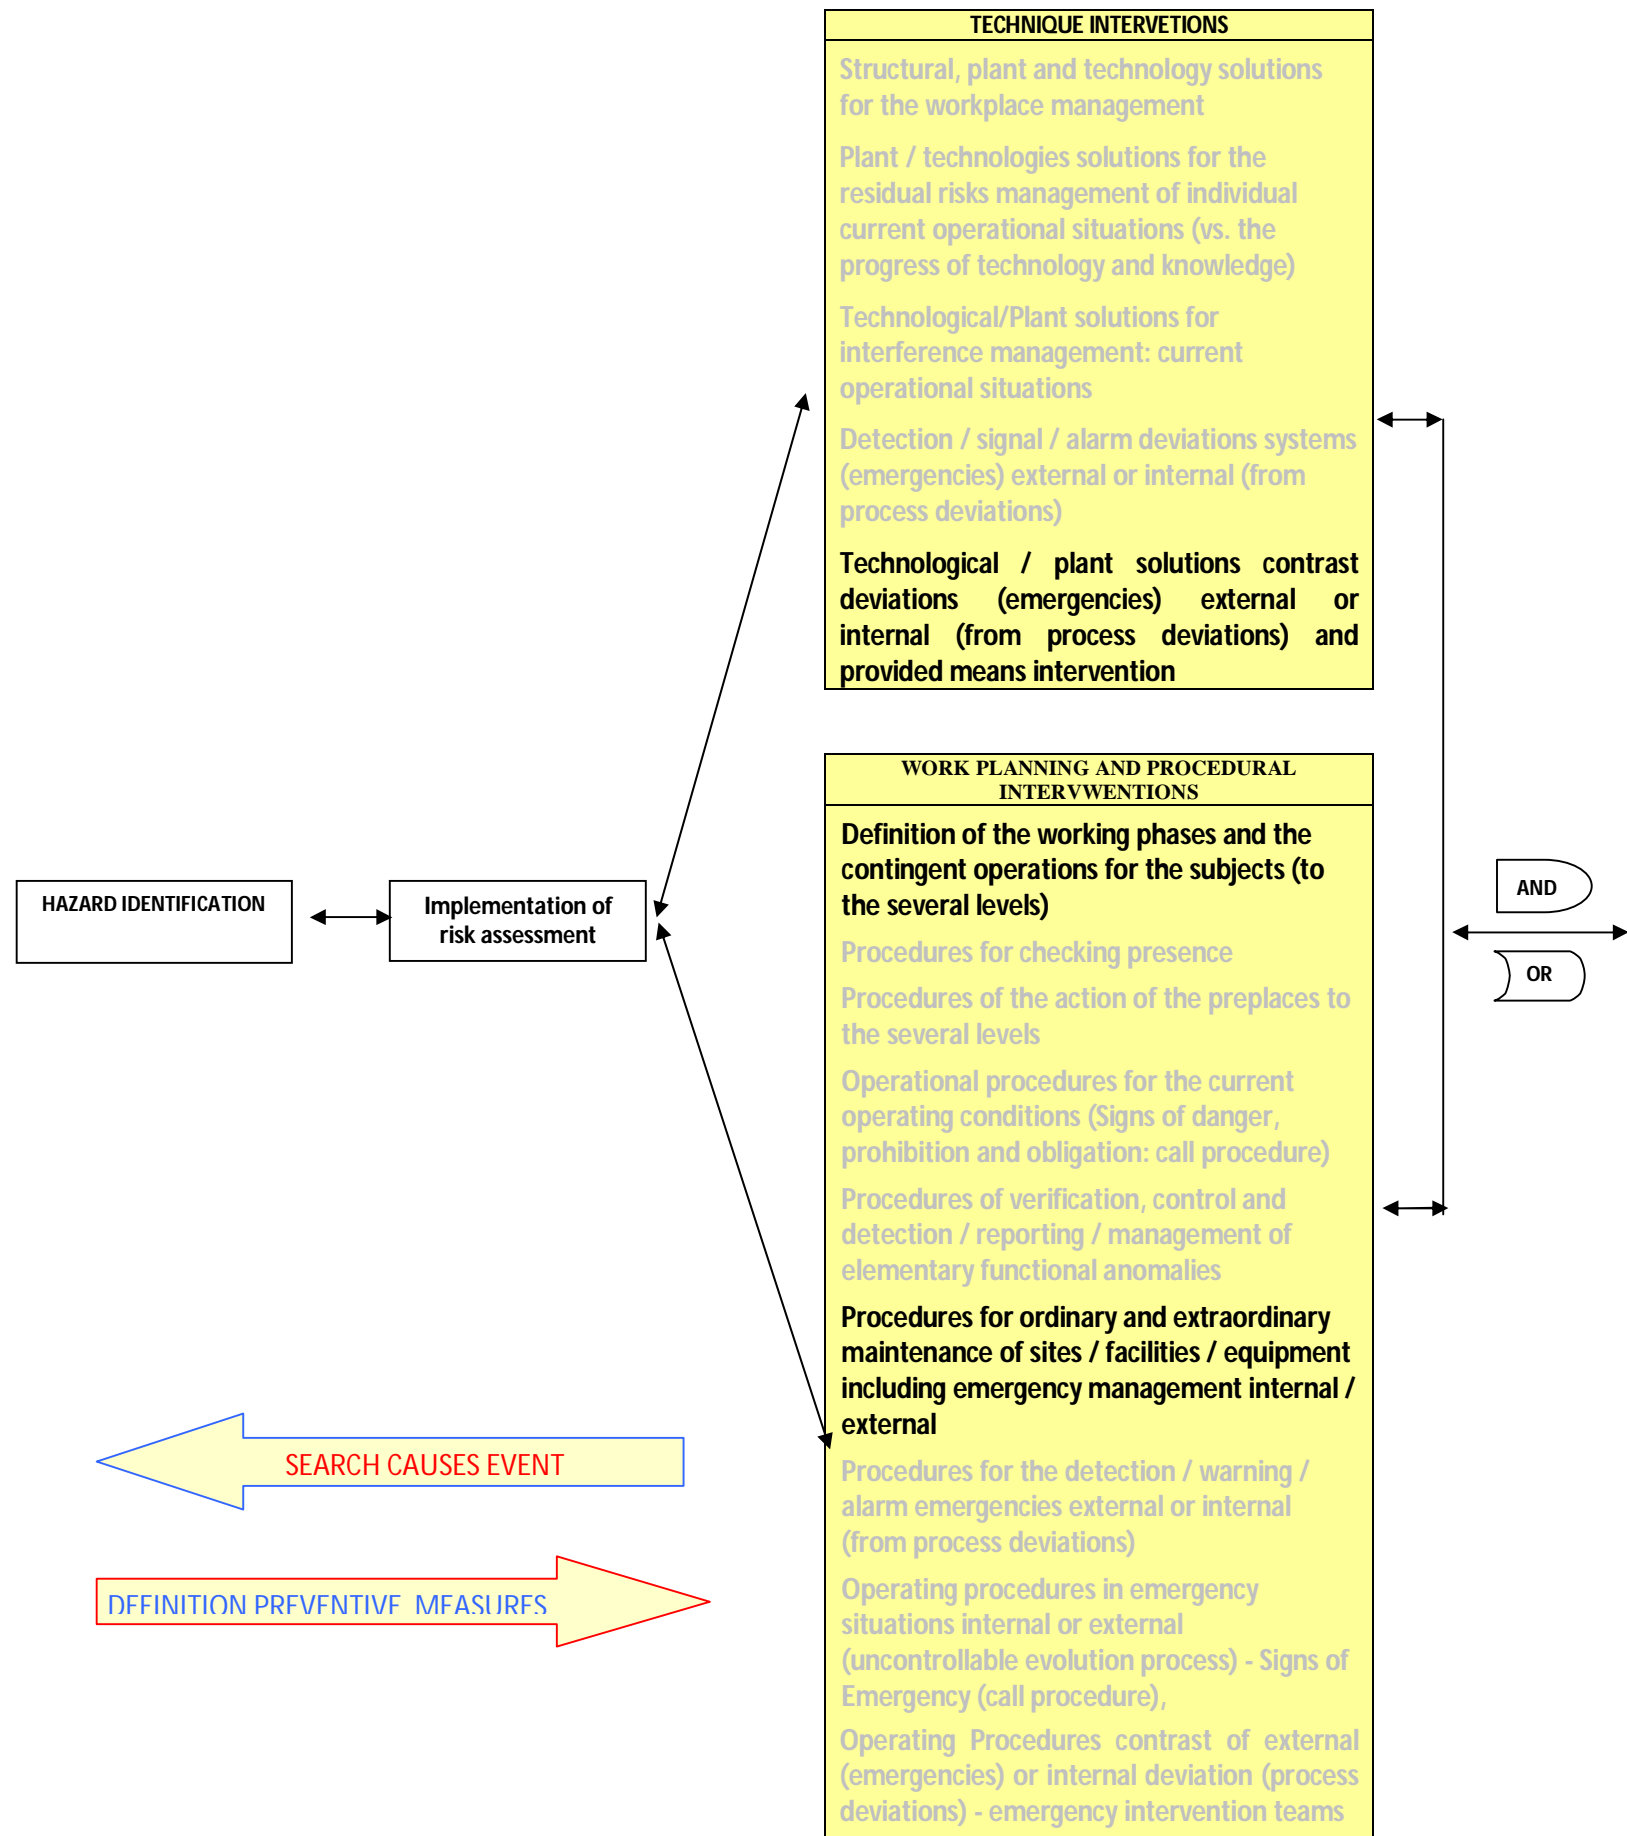 TECHNIQUE INTERVETIONS
Structural, plant and technology solutions
for the workplace management
Plant / technologies solutions for the
residual risks management of individual
current operational situations (vs. the
progress of technology and knowledge)
Technological/Plant solutions for
interference management: current
operational situations
Detection / signal / alarm deviations systems
(emergencies) external or internal (from
process deviations)
Technological / plant solutions contrast
deviations (emergencies) external or
internal (from process deviations) and
provided means intervention
WORK PLANNING AND PROCEDURAL
INTERVWENTIONS
Definition of the working phases and the
contingent operations for the subjects (to
the several levels)
Procedures for checking presence
Procedures of the action of the preplaces to
the several levels
Operational procedures for the current
operating conditions (Signs of danger,
prohibition and obligation: call procedure)
Procedures of verification, control and
detection / reporting / management of
elementary functional anomalies
Procedures for ordinary and extraordinary
maintenance of sites / facilities / equipment
including emergency management internal /
external
Procedures for the detection / warning /
alarm emergencies external or internal
(from process deviations)
Operating procedures in emergency
situations internal or external
(uncontrollable evolution process) - Signs of
Emergency (call procedure),
Operating Procedures contrast of external
(emergencies) or internal deviation (process
deviations) - emergency intervention teams
HAZARD IDENTIFICATION
Implementation of
risk assessment
AND
OR
SEARCH CAUSES EVENT
DEFINITION PREVENTIVE MEASURES